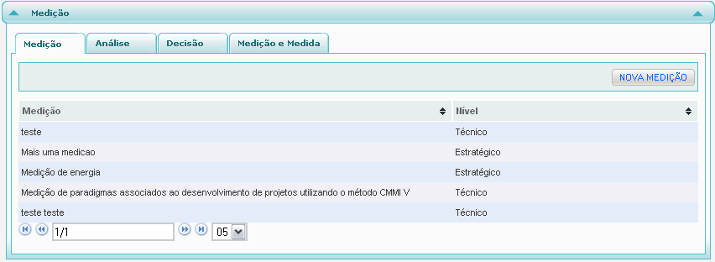 Medição
Medição Análise Decisão Medição e Medida
NOVA MEDIÇÃO
Medição Nível
teste Técnico
Mais uma medicao Estratégico
Medição de energia Estratégico
Medição de paradigmas associados ao desenvolvimento de projetos utilizando o método CMMI V Técnico
teste teste Técnico
1/1 05